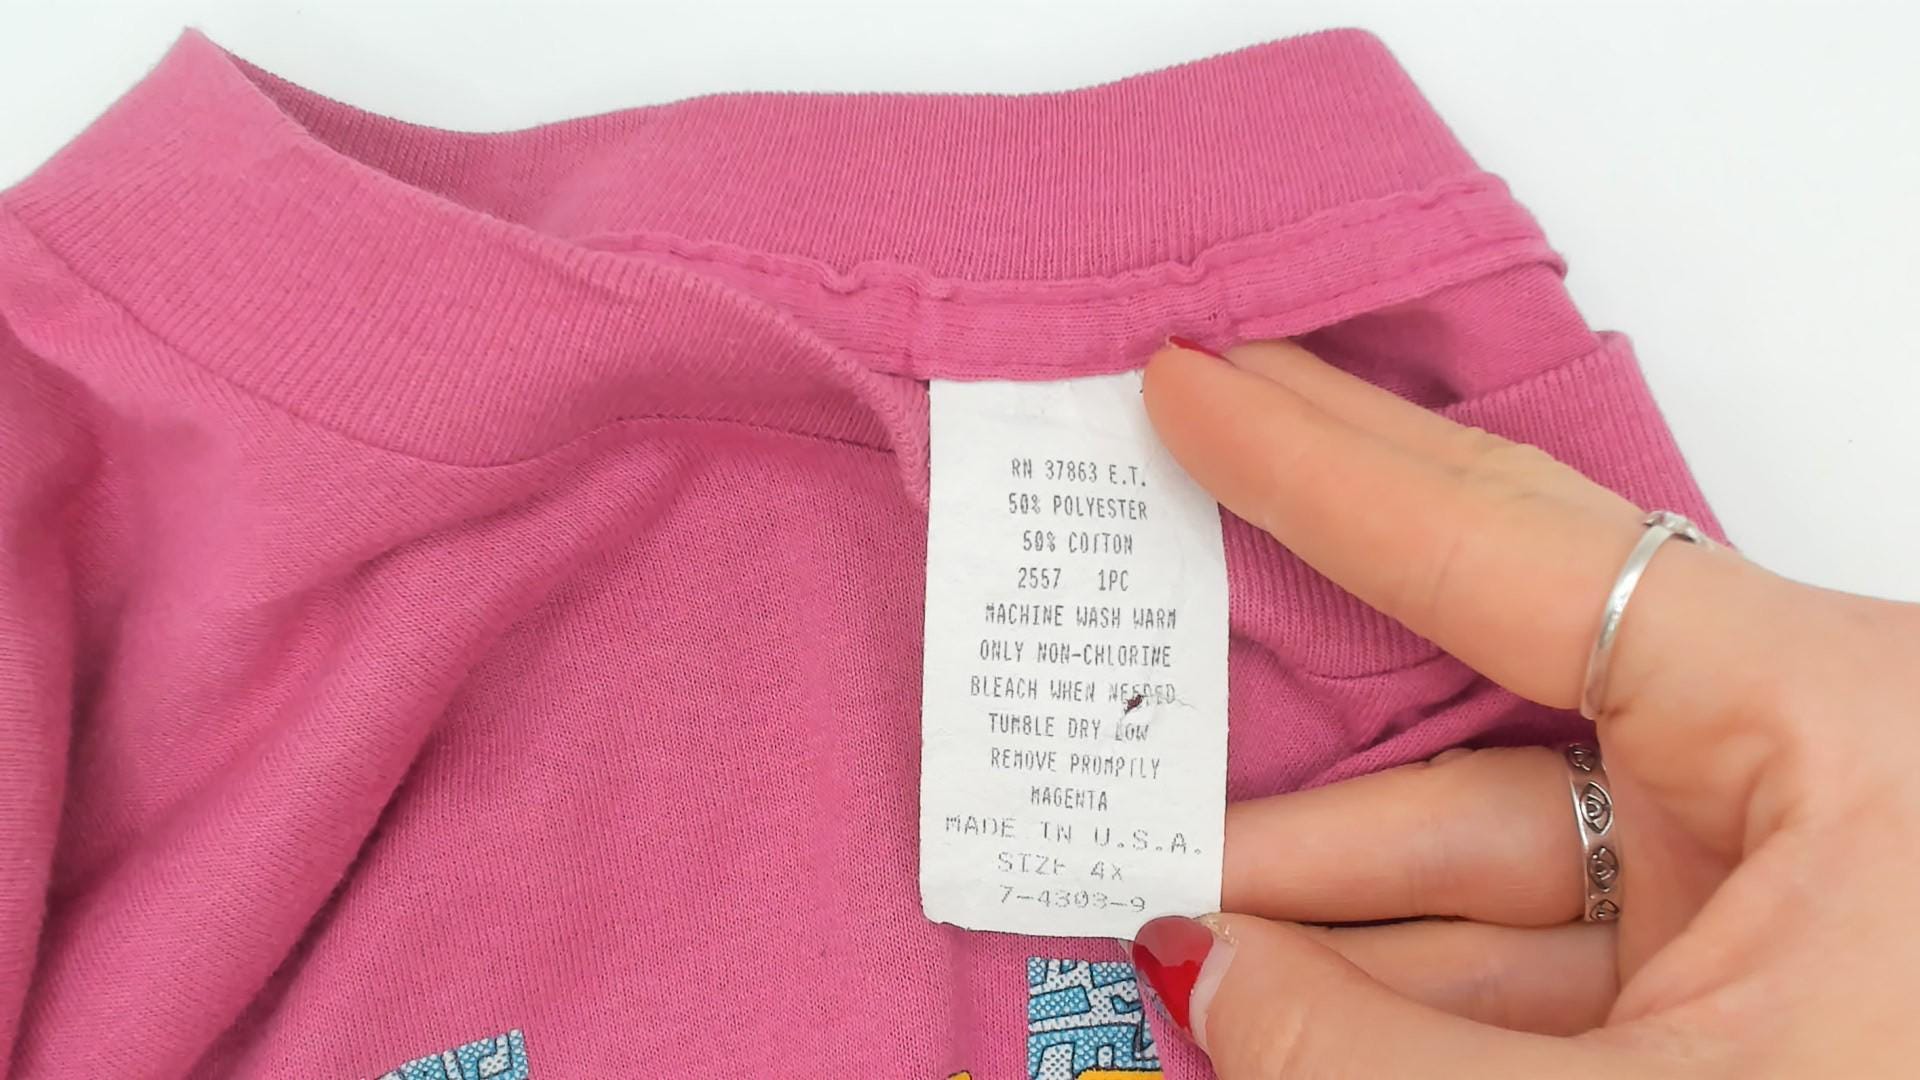 RN 37863 E.T.
50% POLYESTER
50% COTTON
2557 1PC
MACHINE WASH WARM
ONLY NON-CHLORINE
BLEACH WHEN NEEDED
TUMBLE DRY LOW
REMOVE PROMPTLY
MAGENTA
MADE IN U.S.A.
SIZE 4X
7-4303-9